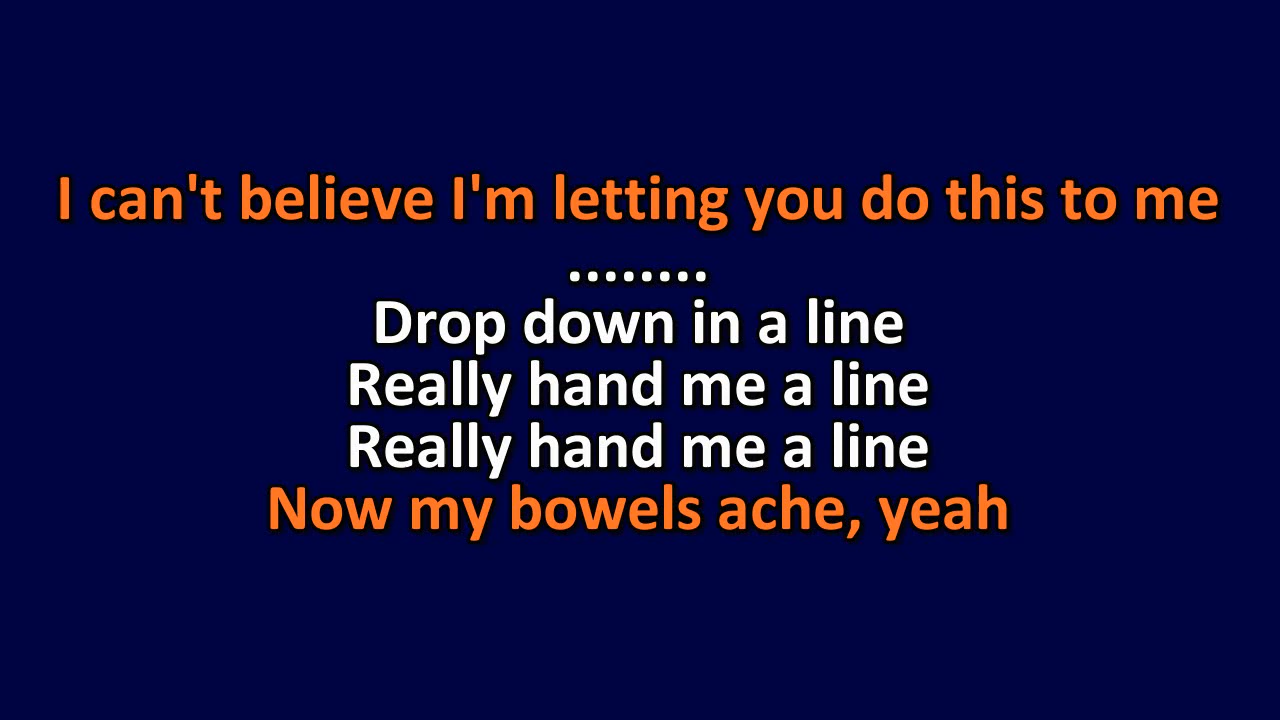 I can't believe I'm letting you do this to me
........
Drop down in a line
Really hand me a line
Really hand me a line
Now my bowels ache, yeah